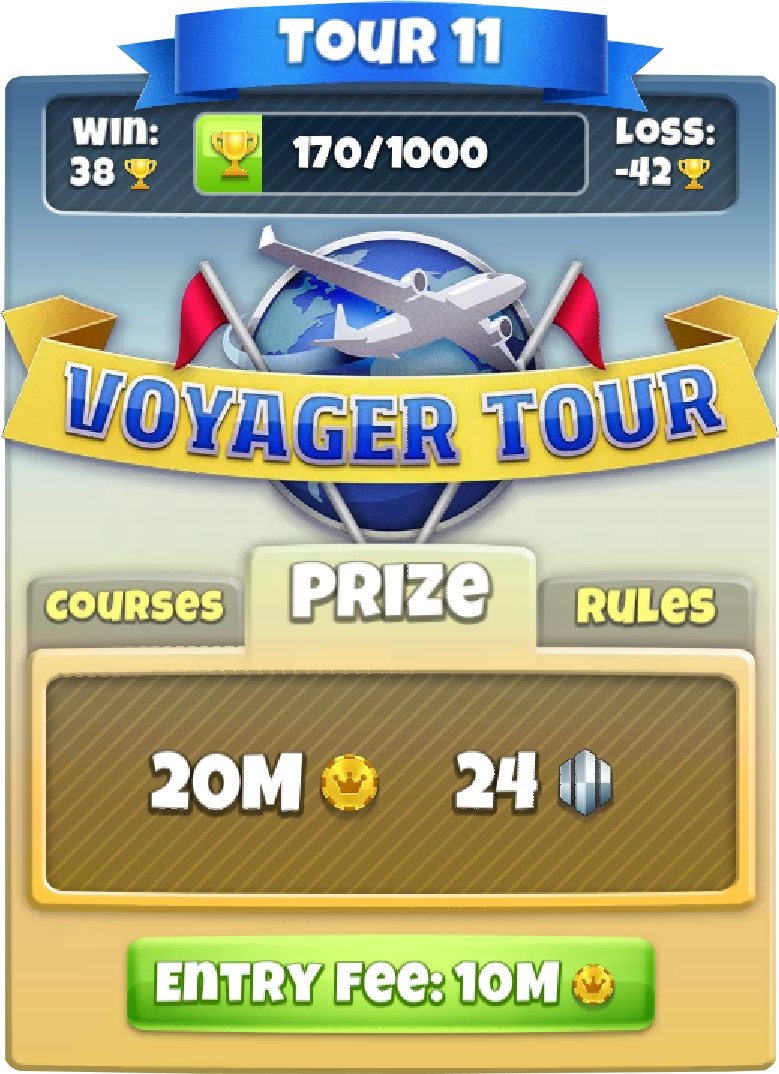 TOUR 11
WIN:
38
170/1000
LOSS:
-42
VOYAGER TOUR
COURSES
PRIZE
RULES
20M
24
ENTRY FEE: 10M